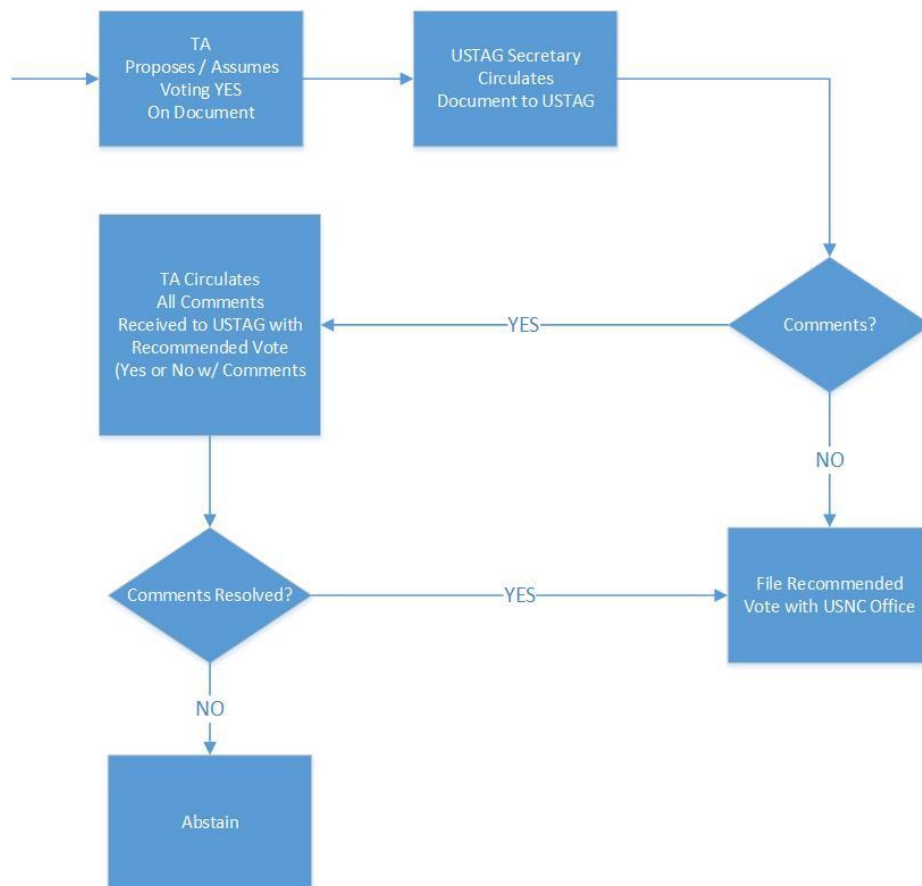 TA
Proposes / Assumes
Voting YES
On Document
USTAG Secretary
Circulates
Document to USTAG
Comments?
YES
TA Circulates
All Comments
Received to USTAG with
Recommended Vote
(Yes or No w/ Comments
NO
Comments Resolved?
YES
File Recommended
Vote with USNC Office
NO
Abstain